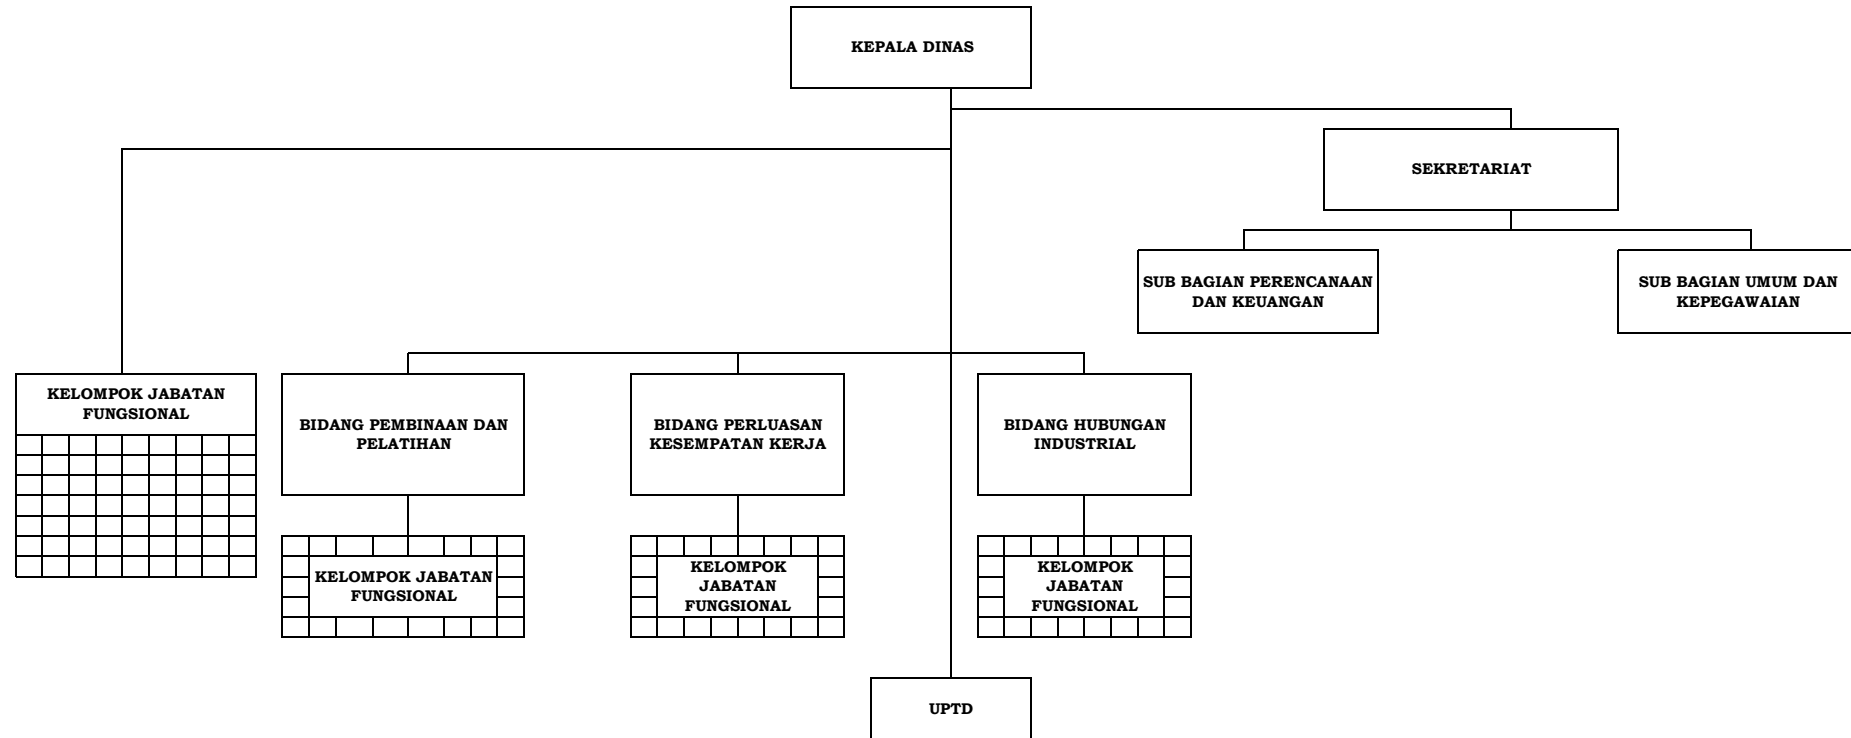 KEPALA DINAS
SEKRETARIAT
SUB BAGIAN PERENCANAAN
DAN KEUANGAN
SUB BAGIAN UMUM DAN
KEPEGAWAIAN
KELOMPOK JABATAN
FUNGSIONAL
BIDANG PEMBINAAN DAN
PELATIHAN
BIDANG PERLUASAN
KESEMPATAN KERJA
BIDANG HUBUNGAN
INDUSTRIAL
KELOMPOK JABATAN
FUNGSIONAL
KELOMPOK
JABATAN
FUNGSIONAL
KELOMPOK
JABATAN
FUNGSIONAL
UPTD